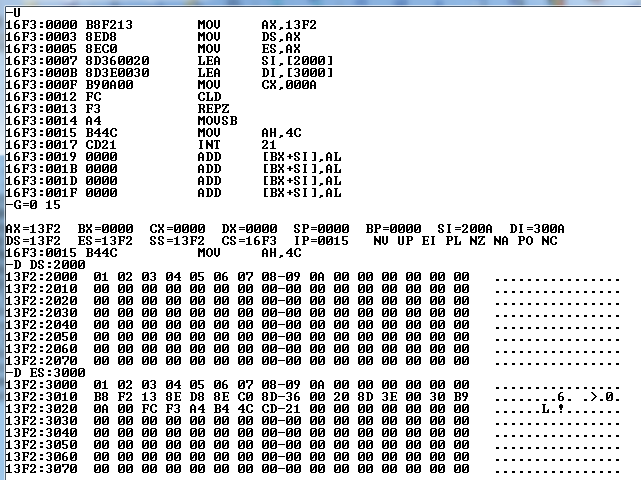 -U
16F3:0000 B8F213        MOV     AX,13F2
16F3:0003 8ED8          MOV     DS,AX
16F3:0005 8EC0          MOV     ES,AX
16F3:0007 8D360020      LEA     SI,[2000]
16F3:000B 8D3E0030      LEA     DI,[3000]
16F3:000F B90A00        MOV     CX,000A
16F3:0012 FC            CLD
16F3:0013 F3            REPZ
16F3:0014 A4            MOVSB
16F3:0015 B44C          MOV     AH,4C
16F3:0017 CD21          INT     21
16F3:0019 0000          ADD     [BX+SI],AL
16F3:001B 0000          ADD     [BX+SI],AL
16F3:001D 0000          ADD     [BX+SI],AL
16F3:001F 0000          ADD     [BX+SI],AL
-G=0 15
AX=13F2  BX=0000  CX=0000  DX=0000  SP=0000  BP=0000  SI=200A  DI=300A
DS=13F2  ES=13F2  SS=13F2  CS=16F3  IP=0015   NV UP EI PL NZ NA PO NC
16F3:0015 B44C          MOV     AH,4C
-D DS:2000
13F2:2000  01 02 03 04 05 06 07 08-09 0A 00 00 00 00 00 00   ................
13F2:2010  00 00 00 00 00 00 00 00-00 00 00 00 00 00 00 00   ................
13F2:2020  00 00 00 00 00 00 00 00-00 00 00 00 00 00 00 00   ................
13F2:2030  00 00 00 00 00 00 00 00-00 00 00 00 00 00 00 00   ................
13F2:2040  00 00 00 00 00 00 00 00-00 00 00 00 00 00 00 00   ................
13F2:2050  00 00 00 00 00 00 00 00-00 00 00 00 00 00 00 00   ................
13F2:2060  00 00 00 00 00 00 00 00-00 00 00 00 00 00 00 00   ................
13F2:2070  00 00 00 00 00 00 00 00-00 00 00 00 00 00 00 00   ................
-D ES:3000
13F2:3000  01 02 03 04 05 06 07 08-09 0A 00 00 00 00 00 00   ................
13F2:3010  B8 F2 13 8E D8 8E C0 8D-36 00 20 8D 3E 00 30 B9   ........6. .>.0.
13F2:3020  0A 00 FC F3 A4 B4 4C CD-21 00 00 00 00 00 00 00   ......L.!.......
13F2:3030  00 00 00 00 00 00 00 00-00 00 00 00 00 00 00 00   ................
13F2:3040  00 00 00 00 00 00 00 00-00 00 00 00 00 00 00 00   ................
13F2:3050  00 00 00 00 00 00 00 00-00 00 00 00 00 00 00 00   ................
13F2:3060  00 00 00 00 00 00 00 00-00 00 00 00 00 00 00 00   ................
13F2:3070  00 00 00 00 00 00 00 00-00 00 00 00 00 00 00 00   ................